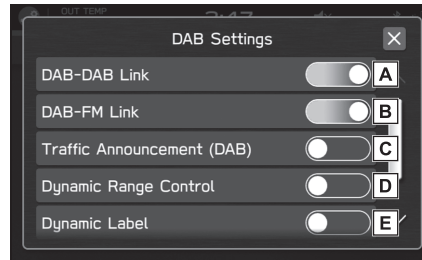 OUT TEMP
DAB Settings
DAB-DAB Link A
DAB-FM Link B
Traffic Announcement (DAB) C
Dynamic Range Control D
Dynamic Label E